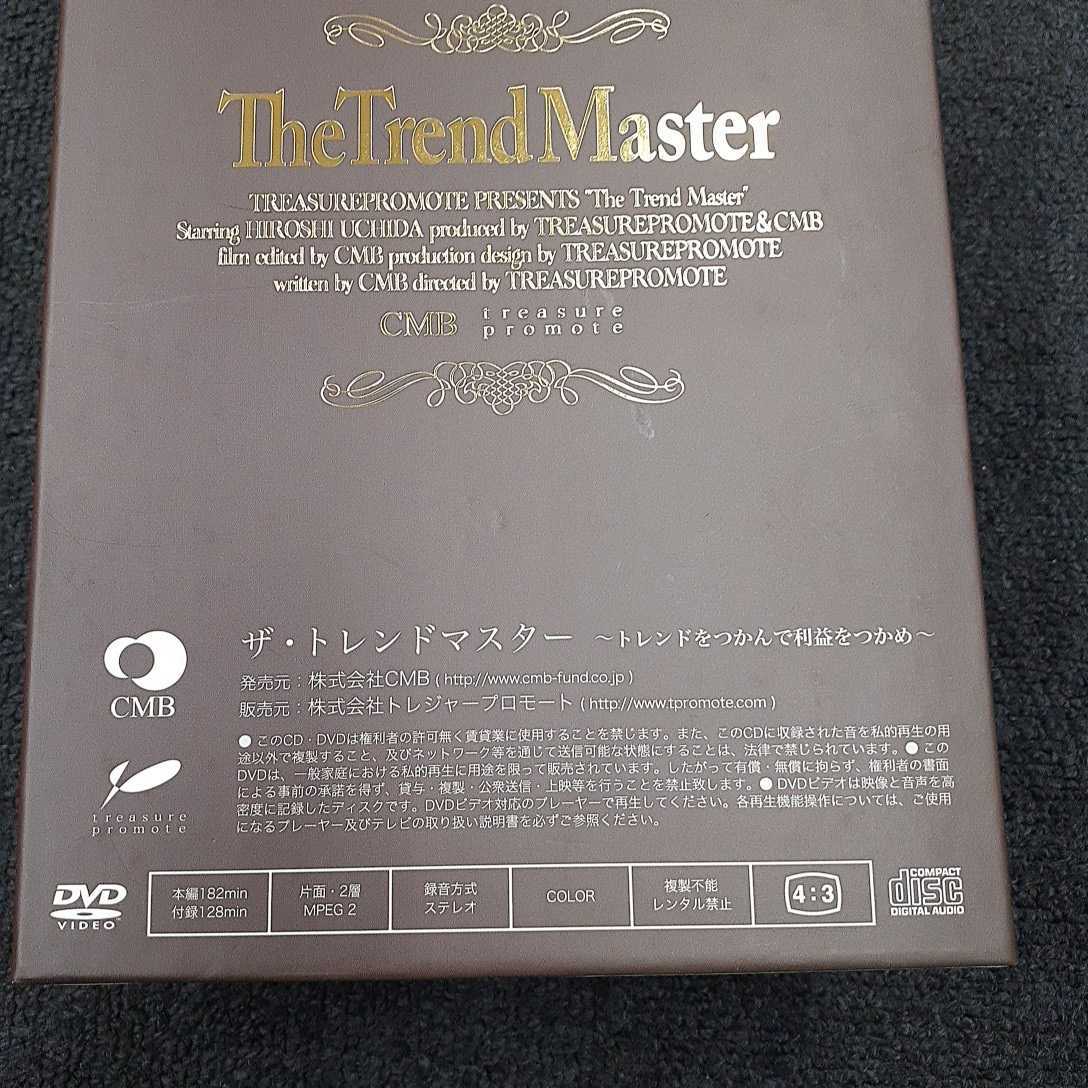 The Trend Master
TREASUREPROMOTE PRESENTS "The Trend Master"
Starring HIROSHI UCHIDA produced by TREASUREPROMOTE&CMB
film edited by CMB production design by TREASUREPROMOTE
written by CMB directed by TREASUREPROMOTE
CMB treasure promote
ザ・トレンドマスター ～トレンドをつかんで利益をつかめ～
発売元：株式会社CMB ( http://www.cmb-fund.co.jp )
販売元：株式会社トレジャープロモート ( http://www.tpromote.com )
CMB
● このCD・DVDは権利者の許可無く賃貸業に使用することを禁じます。また、このCDに収録された音を私的再生の用
途以外で複製すること、及びネットワーク等を通じて送信可能な状態にすることは、法律で禁じられています。● この
DVDは、一般家庭における私的再生に用途を限って販売されています。したがって有償・無償に拘らず、権利者の書面
による事前の承諾を得ず、貸与・複製・公衆送信・上映等を行うことを禁止致します。● DVDビデオは映像と音声を高
密度に記録したディスクです。DVDビデオ対応のプレーヤーで再生してください。各再生機能操作については、ご使用
になるプレーヤー及びテレビの取り扱い説明書を必ずご参照ください。
treasure
promote
DVD
VIDEO
本編182min
付録128min
片面・2層
MPEG 2
録音方式
ステレオ
COLOR
複製不能
レンタル禁止
4:3
COMPACT
disc
DIGITAL AUDIO